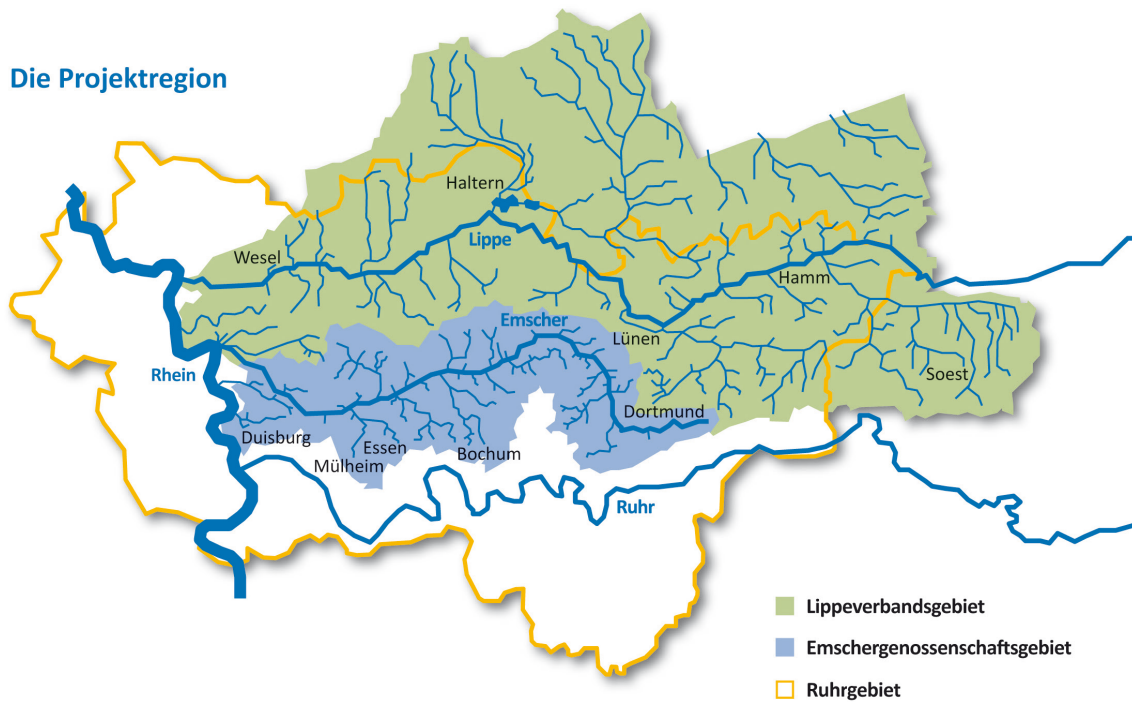 Die Projektregion
Haltern
Lippe
Wesel
Hamm
Emscher
Lünen
Rhein
Soest
Dortmund
Duisburg
Essen
Bochum
Mülheim
Ruhr
Lippeverbandsgebiet
Emschergenossenschaftsgebiet
Ruhrgebiet